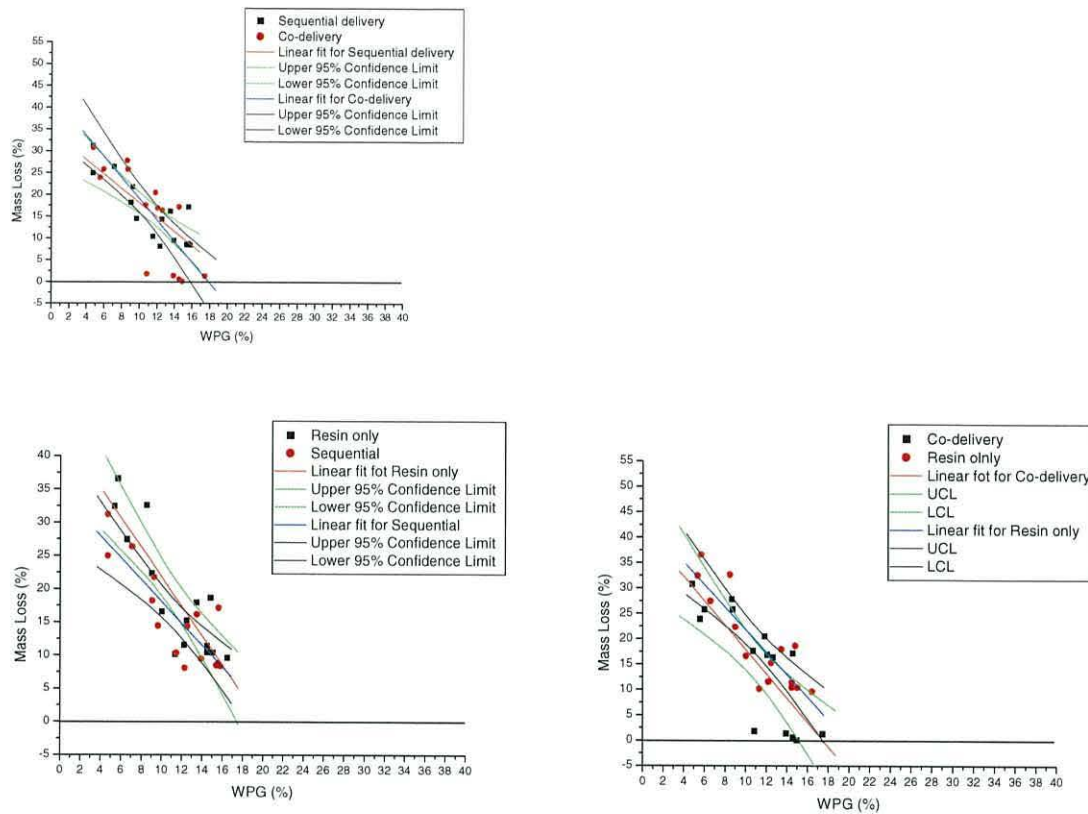 Sequential delivery
Co-delivery
Linear fit for Sequential delivery
Upper 95% Confidence Limit
Lower 95% Confidence Limit
Linear fit for Co-delivery
Upper 95% Confidence Limit
Lower 95% Confidence Limit
55
50
45
40
35
30
25
20
15
10
5
0
-5
Mass Loss (%)
0 2 4 6 8 10 12 14 16 18 20 22 24 26 28 30 32 34 36 38 40
WPG (%)
Resin only
Sequential
Linear fit fot Resin only
Upper 95% Confidence Limit
Lower 95% Confidence Limit
Linear fit for Sequential
Upper 95% Confidence Limit
Lower 95% Confidence Limit
40
35
30
25
20
15
10
5
0
-5
Mass Loss (%)
0 2 4 6 8 10 12 14 16 18 20 22 24 26 28 30 32 34 36 38 40
WPG (%)
Co-delivery
Resin olnly
Linear fot for Co-delivery
UCL
LCL
Linear fit for Resin only
UCL
LCL
55
50
45
40
35
30
25
20
15
10
5
0
-5
Mass Loss (%)
0 2 4 6 8 10 12 14 16 18 20 22 24 26 28 30 32 34 36 38 40
WPG (%)